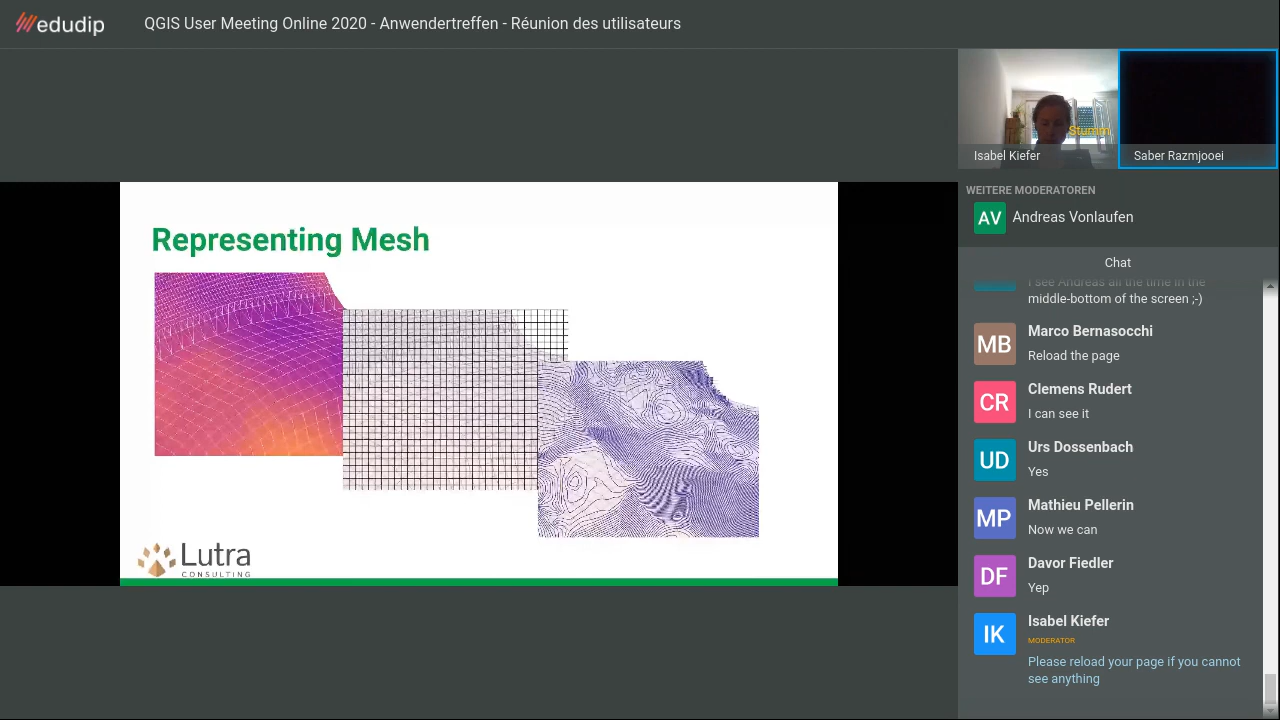 edudip
QGIS User Meeting Online 2020 - Anwendertreffen - Réunion des utilisateurs
Stumm
Isabel Kiefer
Saber Razmjooei
WEITERE MODERATOREN
AV
Andreas Vonlaufen
Chat
I see Andreas all the time in the
middle-bottom of the screen ;-)
MB
Marco Bernasocchi
Reload the page
CR
Clemens Rudert
I can see it
UD
Urs Dossenbach
Yes
MP
Mathieu Pellerin
Now we can
DF
Davor Fiedler
Yep
IK
Isabel Kiefer
MODERATOR
Please reload your page if you cannot
see anything
Representing Mesh
Lutra
CONSULTING